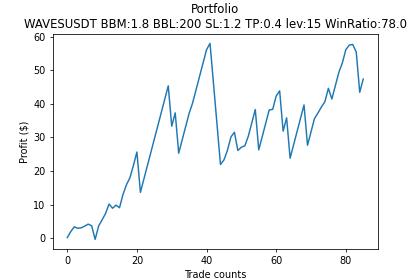 Portfolio
WAVESUSDT BBM:1.8 BBL:200 SL:1.2 TP:0.4 lev:15 WinRatio:78.0
60
50
40
30
20
10
0
Profit ($)
0 20 40 60 80
Trade counts